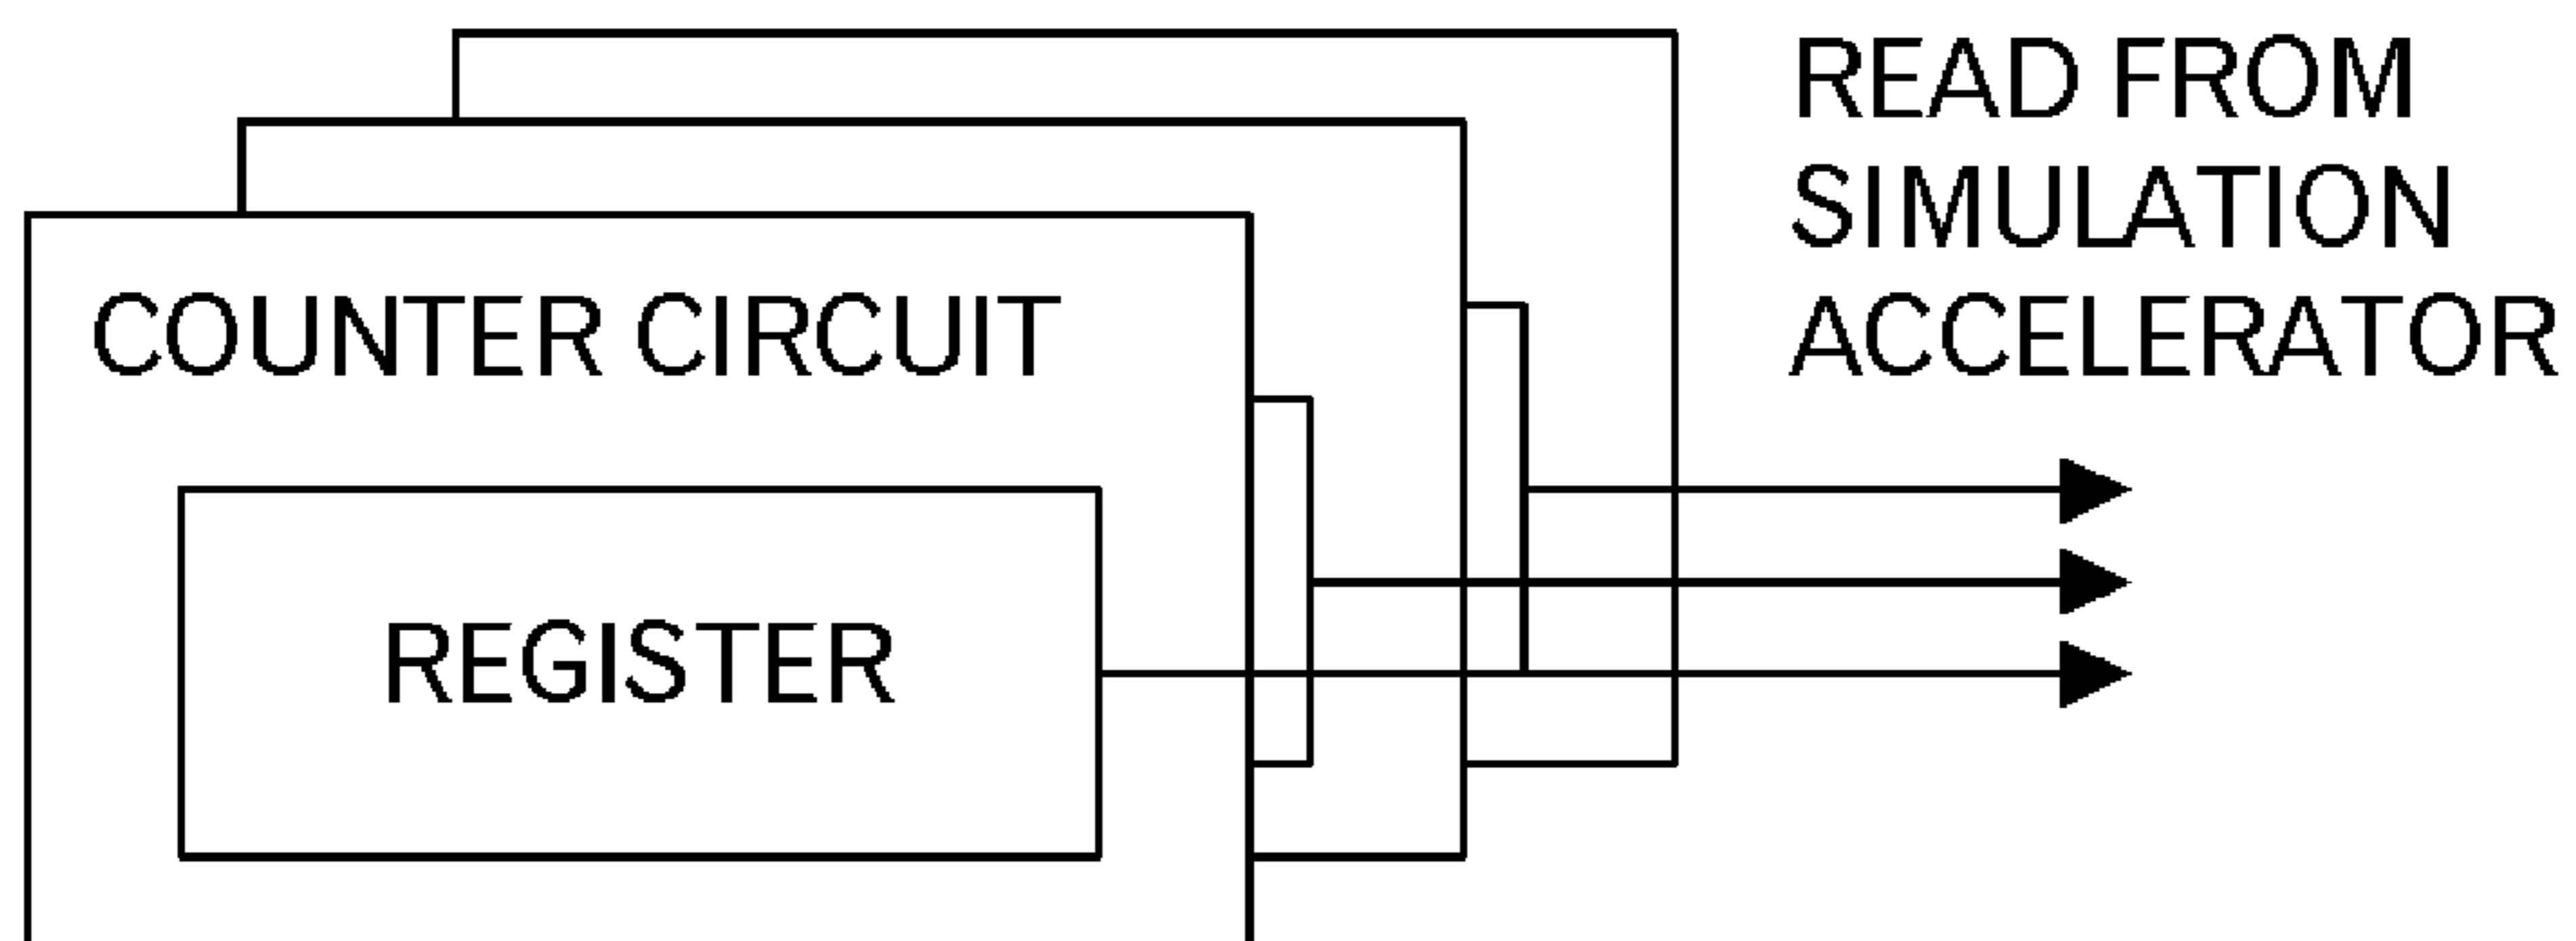 READ FROM
SIMULATION
ACCELERATOR
COUNTER CIRCUIT
REGISTER